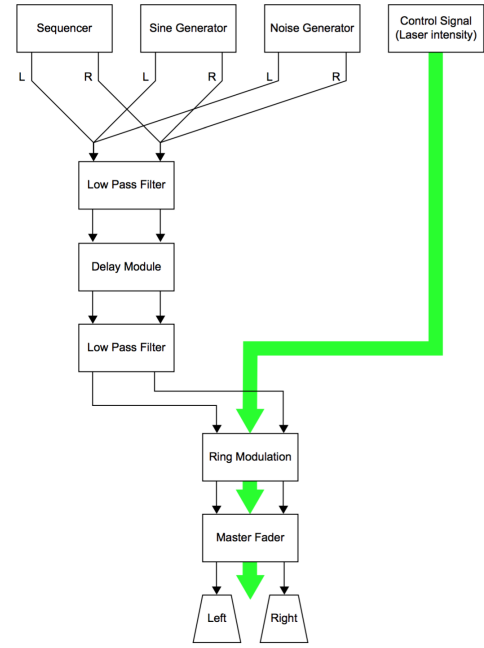 Sequencer
Sine Generator
Noise Generator
Control Signal
(Laser intensity)
L
R
L
R
L
R
Low Pass Filter
Delay Module
Low Pass Filter
Ring Modulation
Master Fader
Left
Right